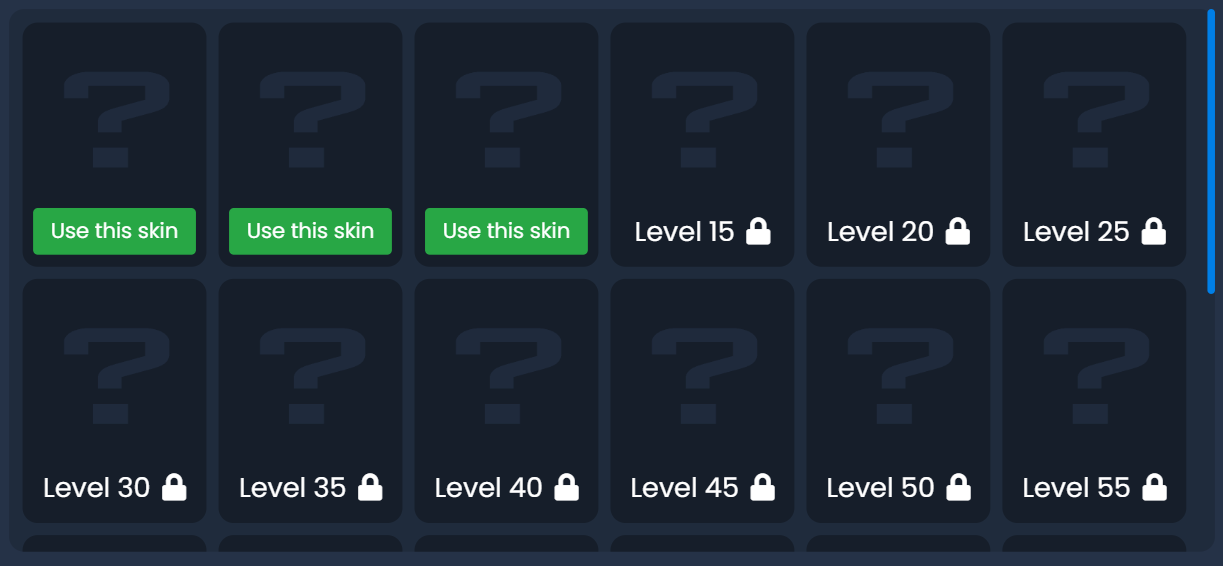 ?
?
?
?
?
?
Use this skin
Use this skin
Use this skin
Level 15
Level 20
Level 25
?
?
?
?
?
?
Level 30
Level 35
Level 40
Level 45
Level 50
Level 55